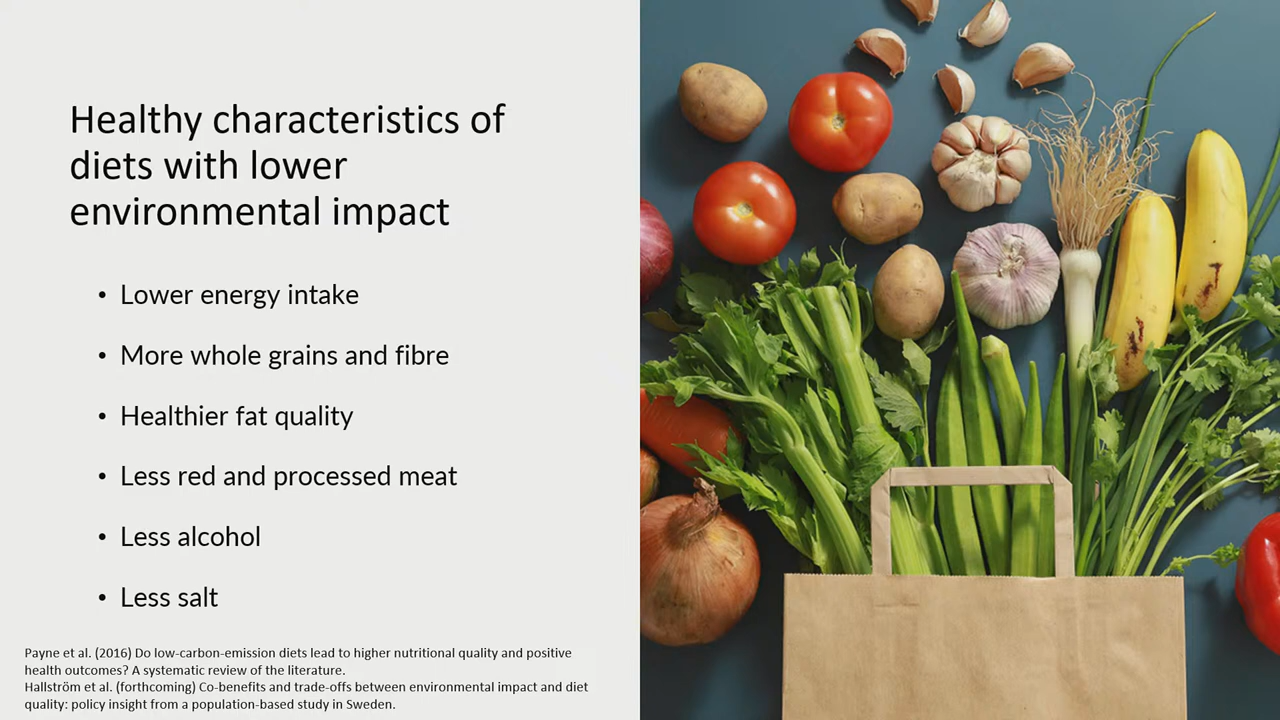 Healthy characteristics of
diets with lower
environmental impact
• Lower energy intake
• More whole grains and fibre
• Healthier fat quality
• Less red and processed meat
• Less alcohol
• Less salt
Payne et al. (2016) Do low-carbon-emission diets lead to higher nutritional quality and positive
health outcomes? A systematic review of the literature.
Hallström et al. (forthcoming) Co-benefits and trade-offs between environmental impact and diet
quality: policy insight from a population-based study in Sweden.